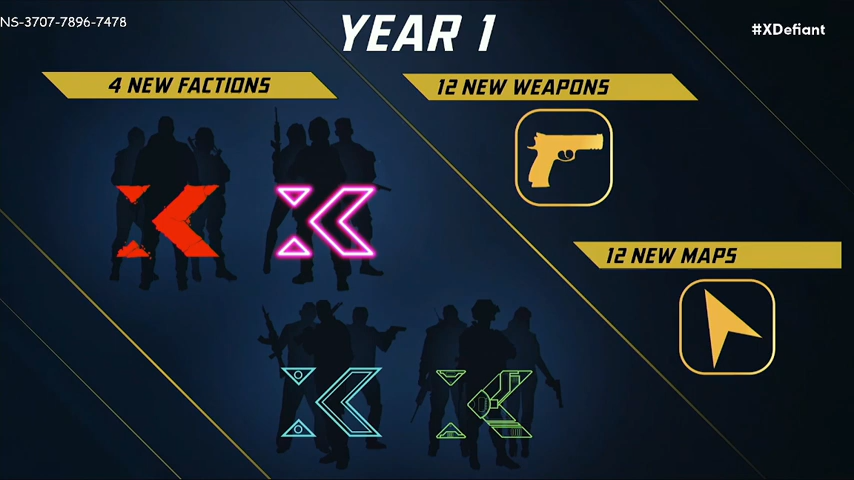 NS-3707-7896-7478
YEAR 1
#XDefiant
4 NEW FACTIONS
12 NEW WEAPONS
12 NEW MAPS